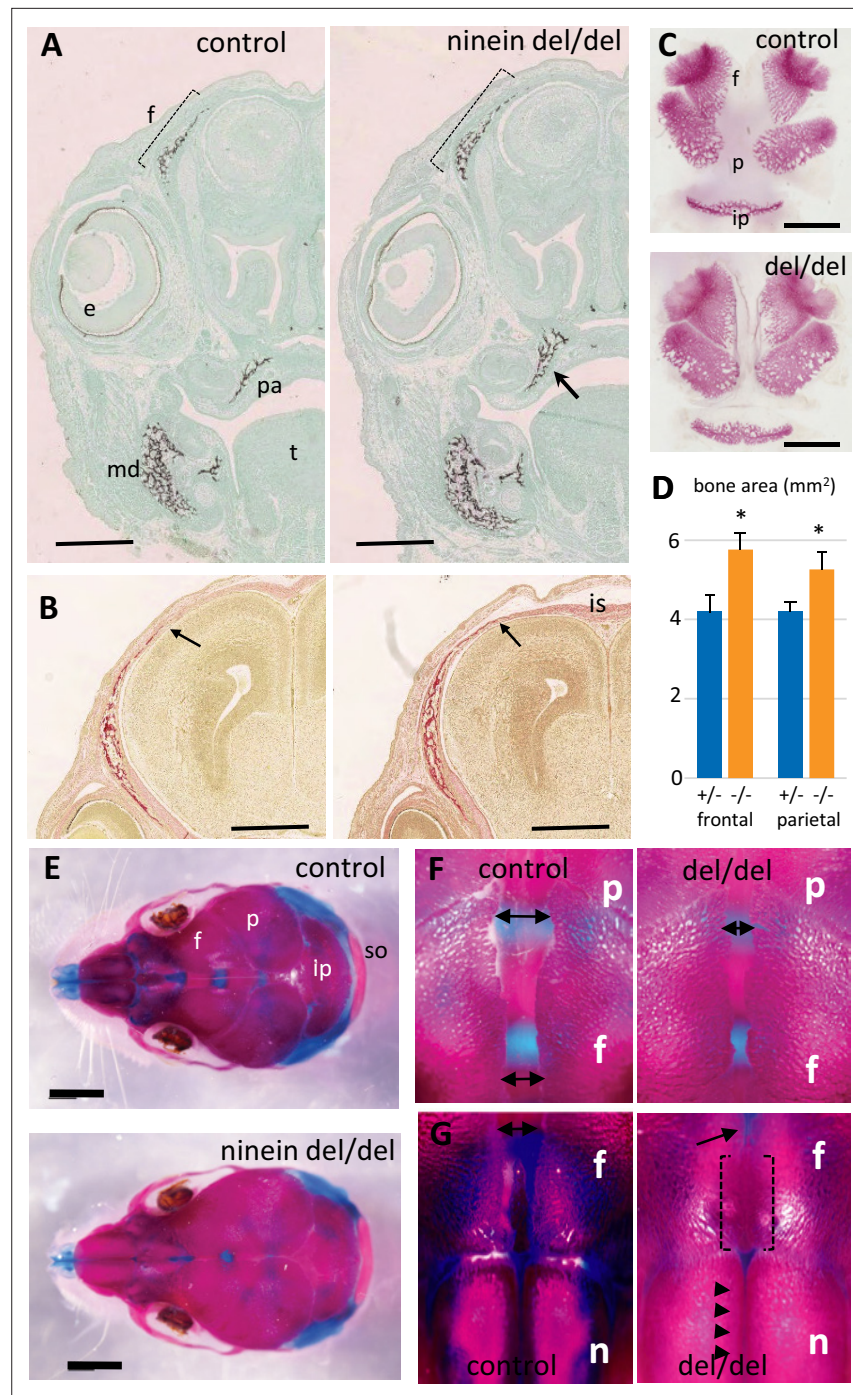 A
control
ninein del/del
f
e
pa
md
t
B
is
C
control
f
p
ip
del/del
D
bone area (mm²)
* *
6
4
2
0
+/- -/- +/- -/-
frontal parietal
E
control
p
f
ip
so
ninein del/del
F
control
p
f
del/del
p
f
G
f
n
control
f
n
del/del